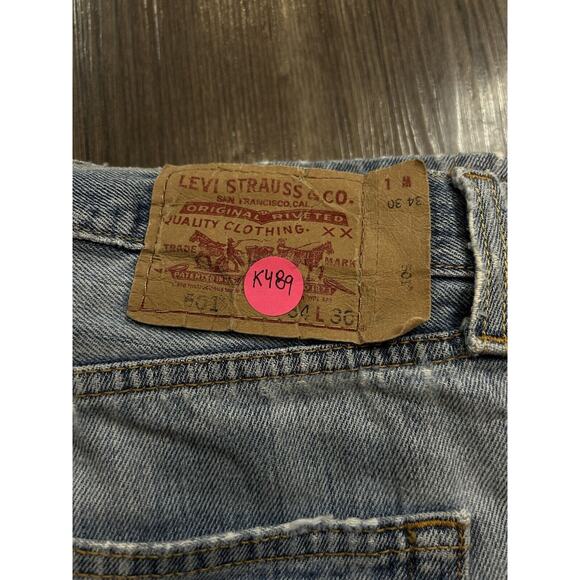 LEVI STRAUSS & CO.
SAN FRANCISCO, CAL.
ORIGINAL RIVETED
QUALITY CLOTHING. XX
TRADE MARK
K489
501 34 L 30
W 1
34 30